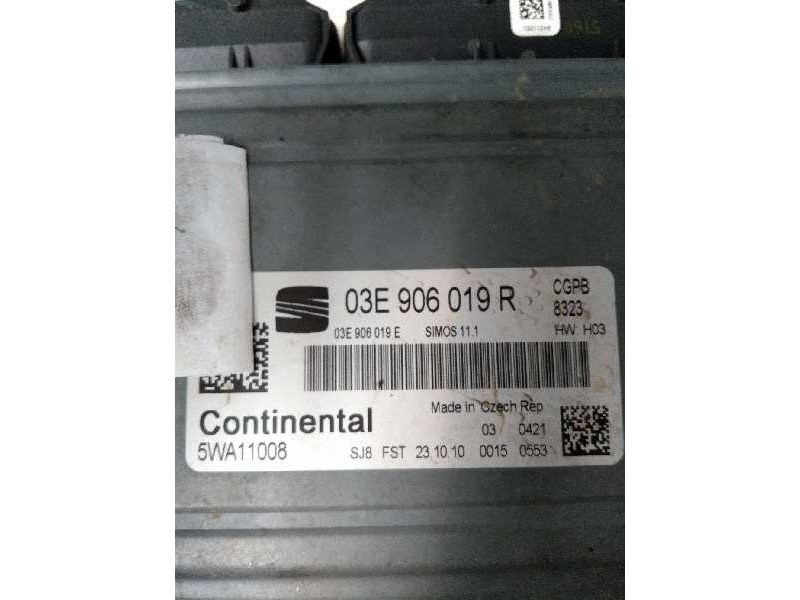 03E 906 019 R
CGPB
8323
03E 906 019 E SIMOS 11.1
HW H03
Continental
Made in Czech Rep
5WA11008
03 0421
SJ8 FST 23.10.10 0015 0553